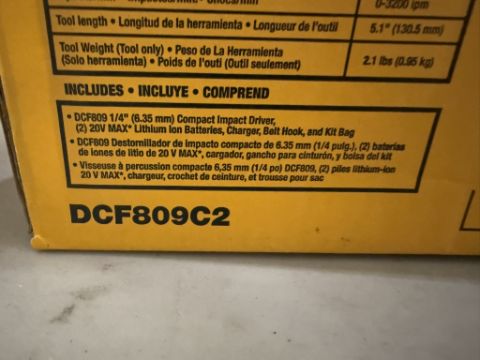 0-3200 ipm
Tool length • Longitud de la herramienta • Longueur de l'outil
5.1" (130.5 mm)
Tool Weight (Tool only) • Peso de La Herramienta
(Solo herramienta) • Poids de l'outi (Outil seulement)
2.1 lbs (0.95 kg)
INCLUDES • INCLUYE • COMPREND
• DCF809 1/4" (6.35 mm) Compact Impact Driver,
(2) 20V MAX* Lithium Ion Batteries, Charger, Belt Hook, and Kit Bag
• DCF809 Destornillador de impacto compacto de 6.35 mm (1/4 pulg.), (2) baterías
de iones de litio de 20 V MAX*, cargador, gancho para cinturón, y bolsa del kit
• Visseuse à percussion compacte 6,35 mm (1/4 po) DCF809, (2) piles lithium-ion
20 V MAX*, chargeur, crochet de ceinture, et trousse pour sac
DCF809C2